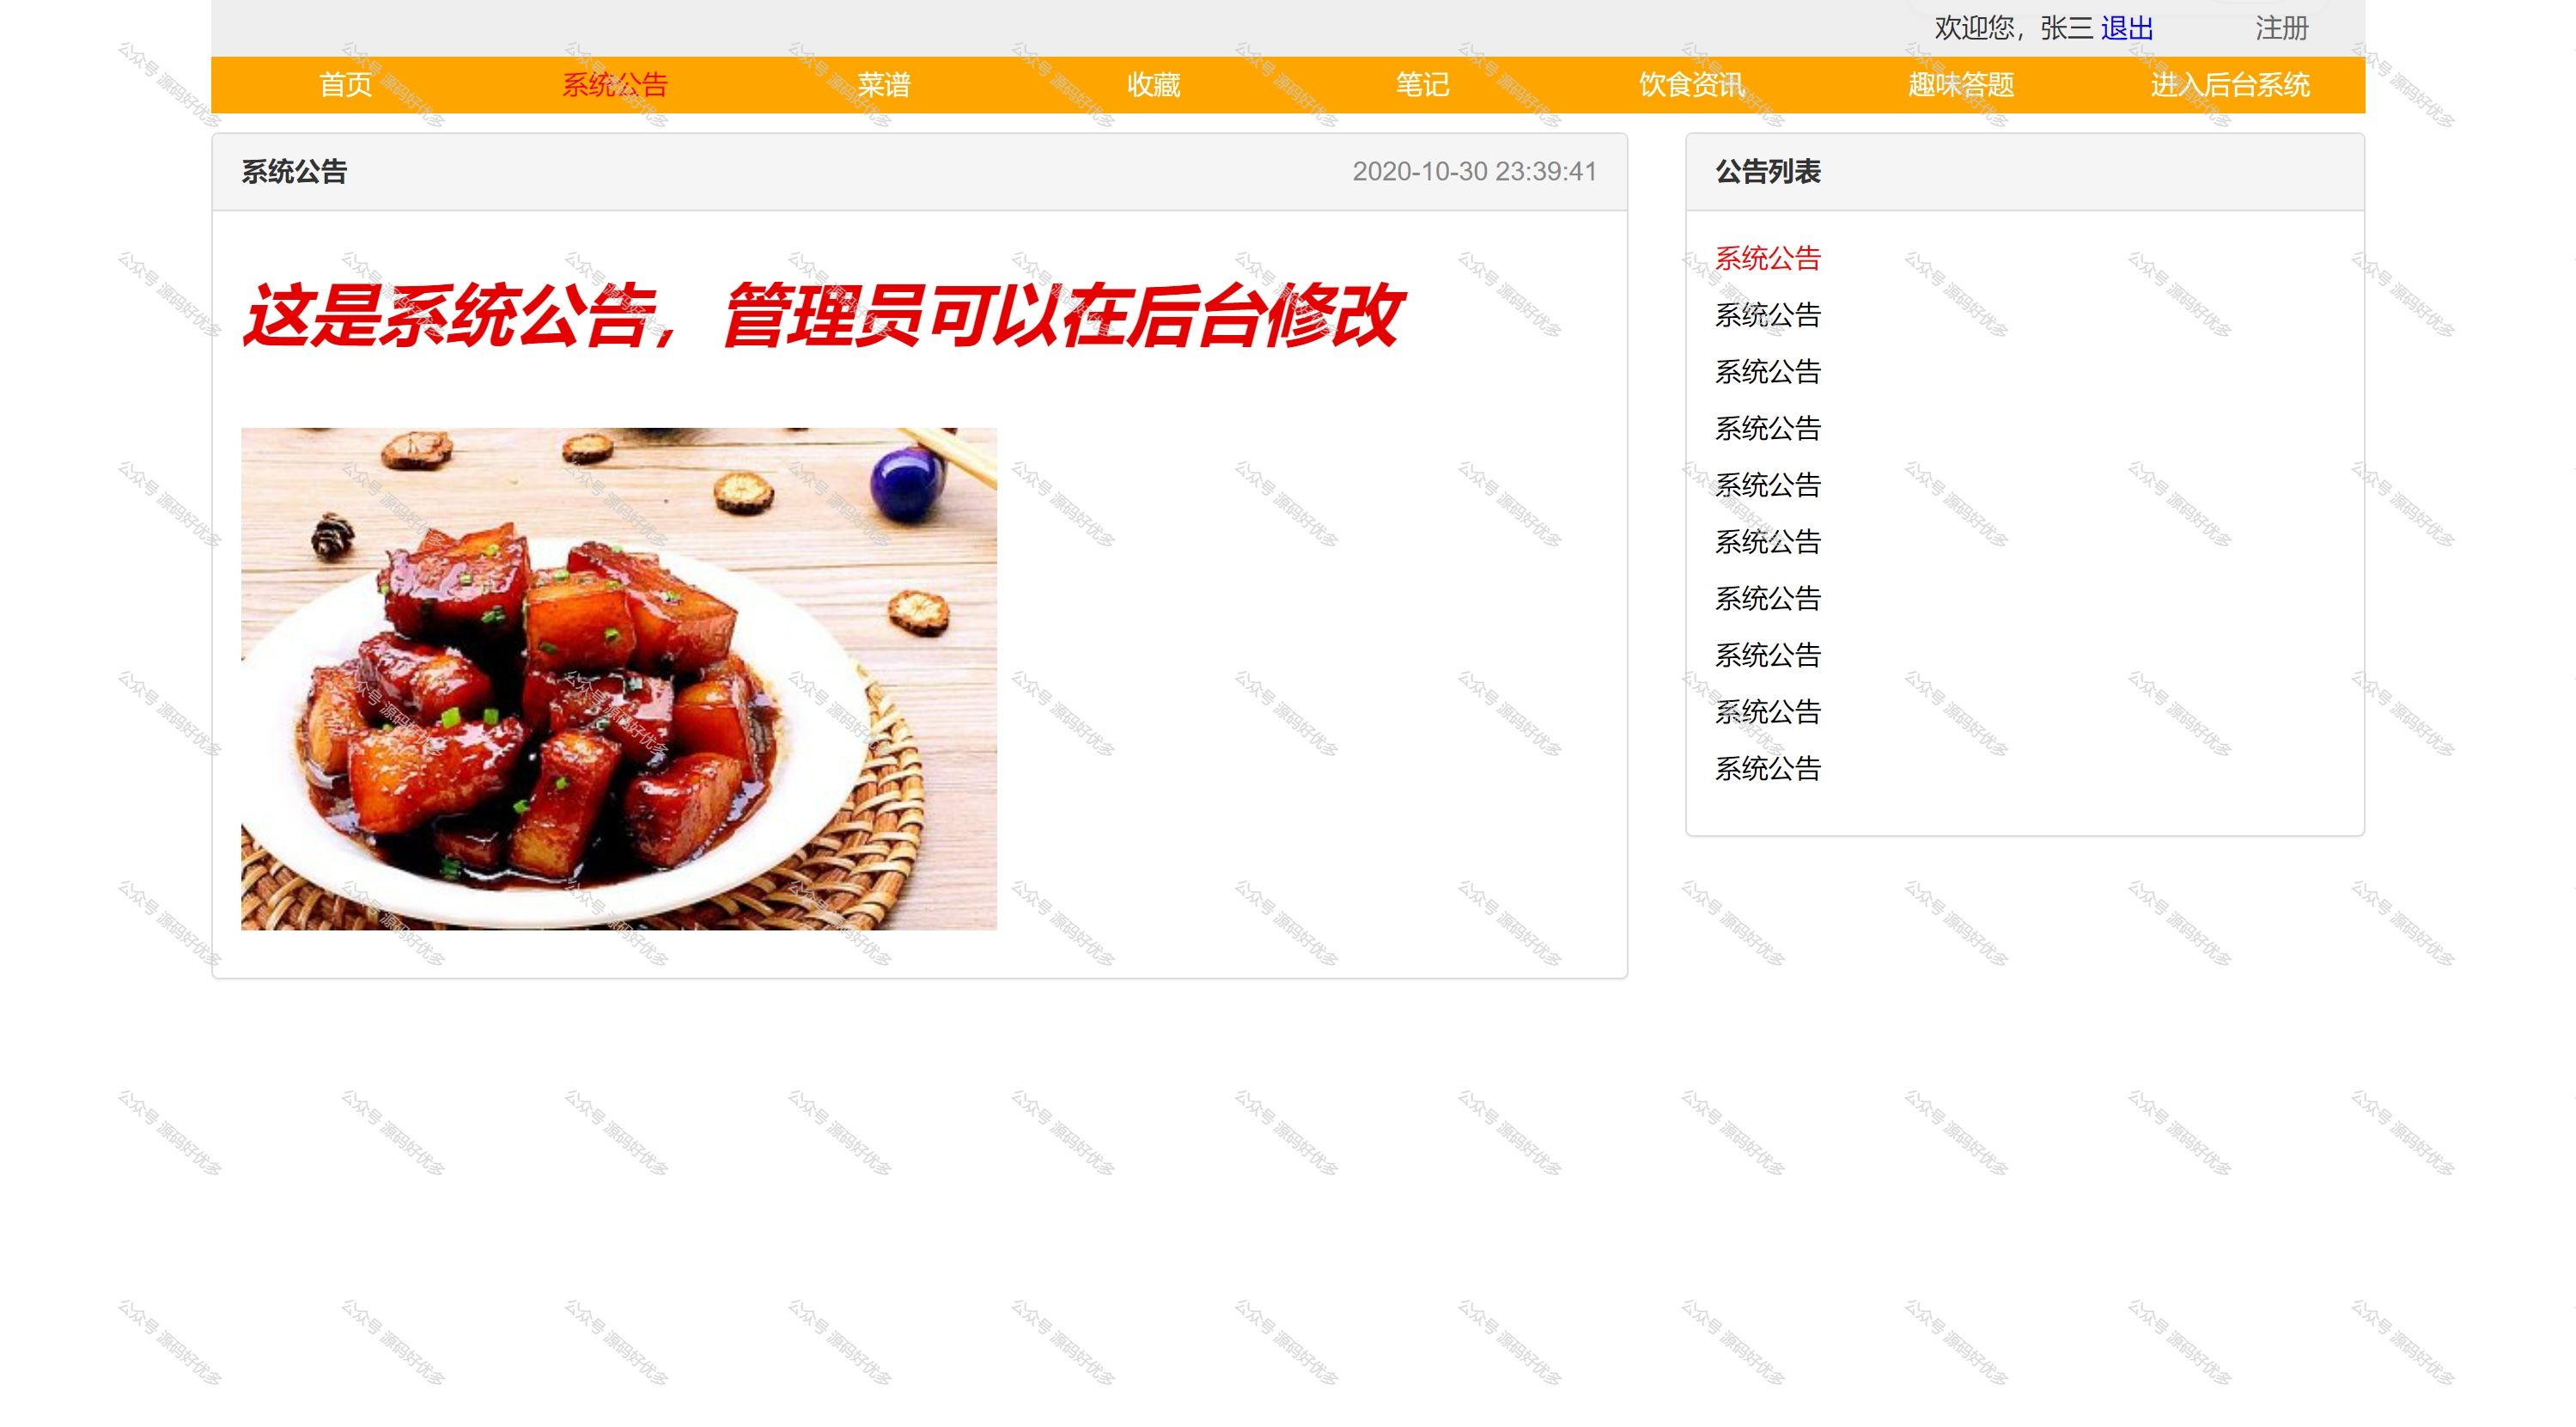 欢迎您，张三 退出 注册
首页 系统公告 菜谱 收藏 笔记 饮食资讯 趣味答题 进入后台系统
系统公告 2020-10-30 23:39:41
这是系统公告，管理员可以在后台修改
公告列表
系统公告
系统公告
系统公告
系统公告
系统公告
系统公告
系统公告
系统公告
系统公告
系统公告
公众号 源码好优多